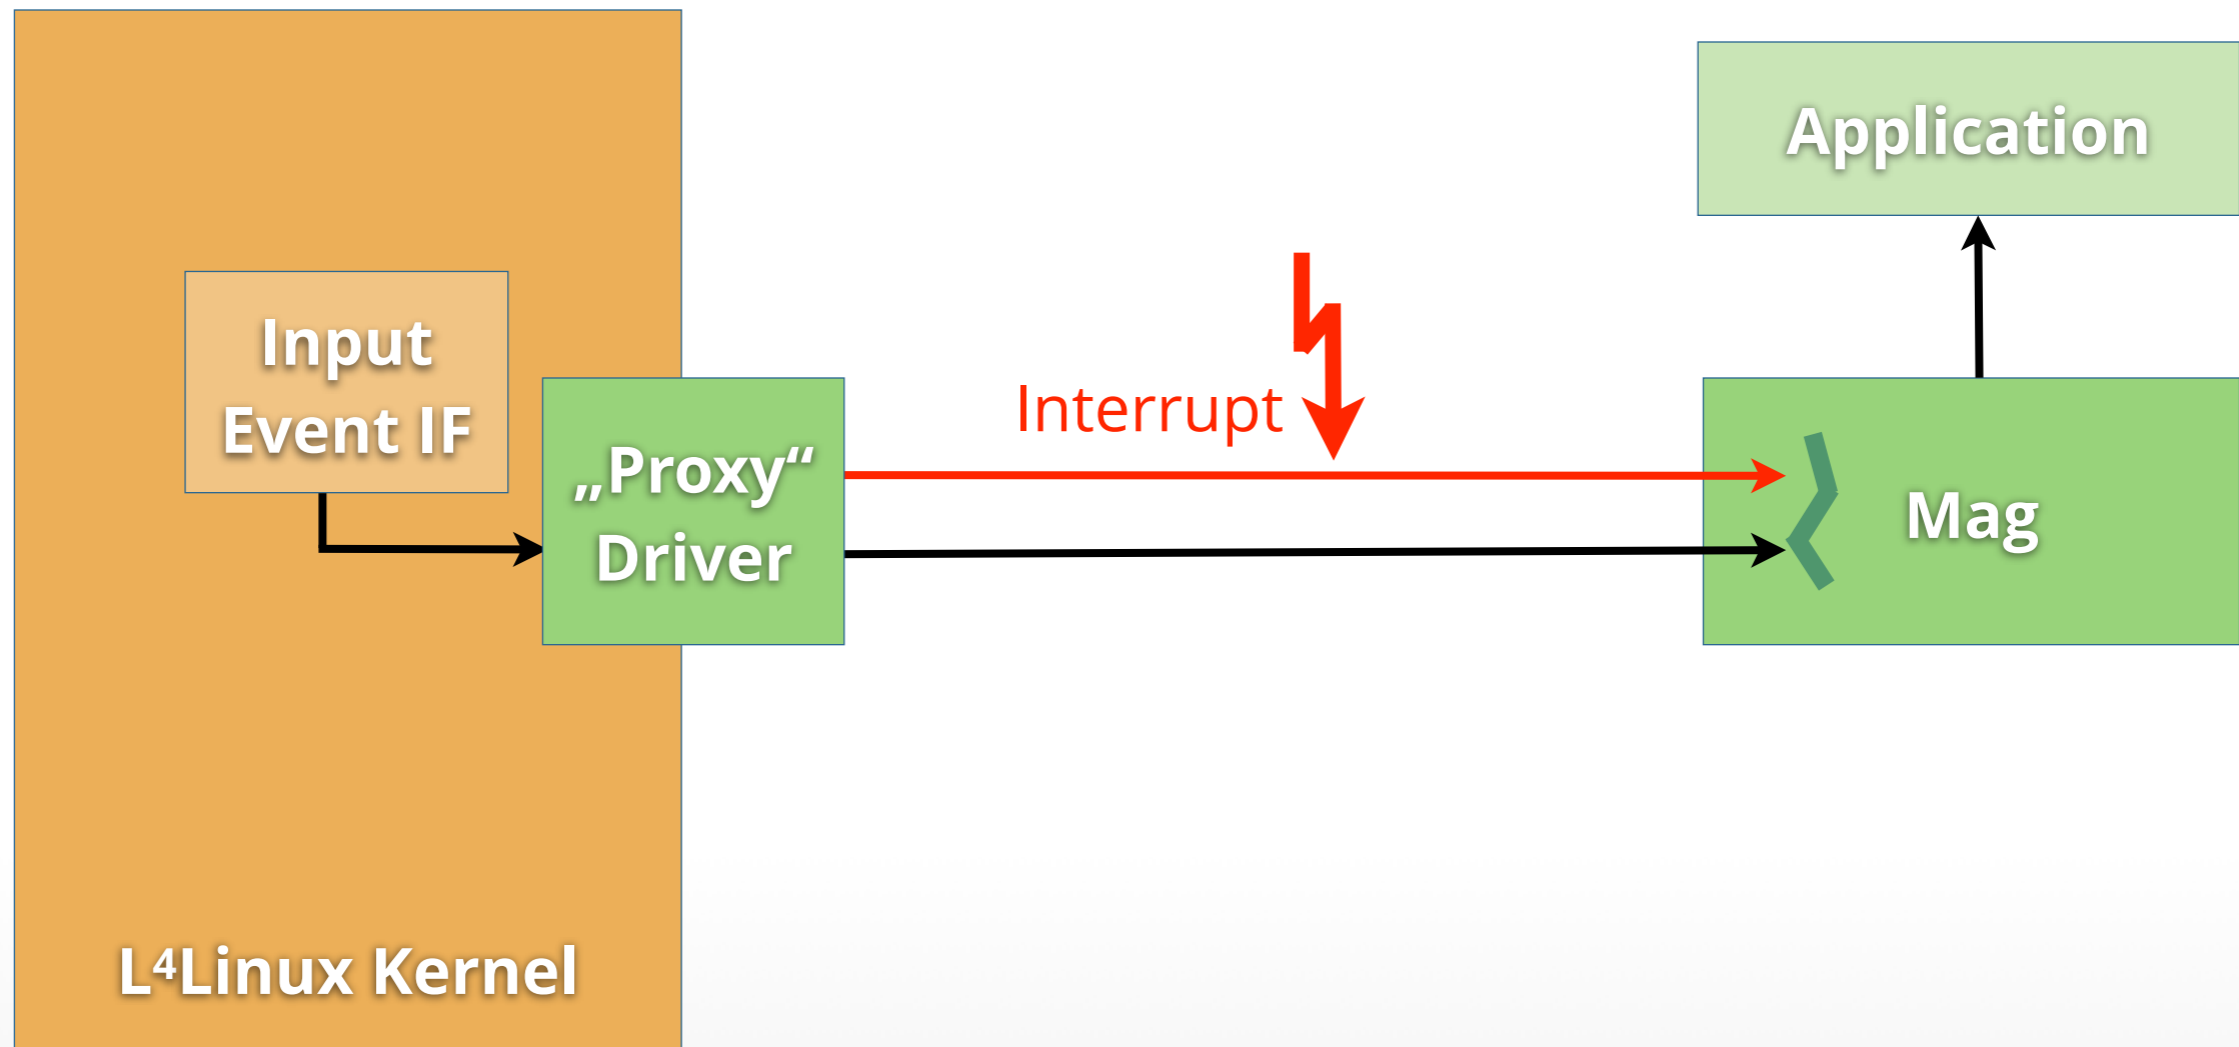 Application
Input
Event IF
Interrupt
„Proxy“
Driver
Mag
L⁴Linux Kernel